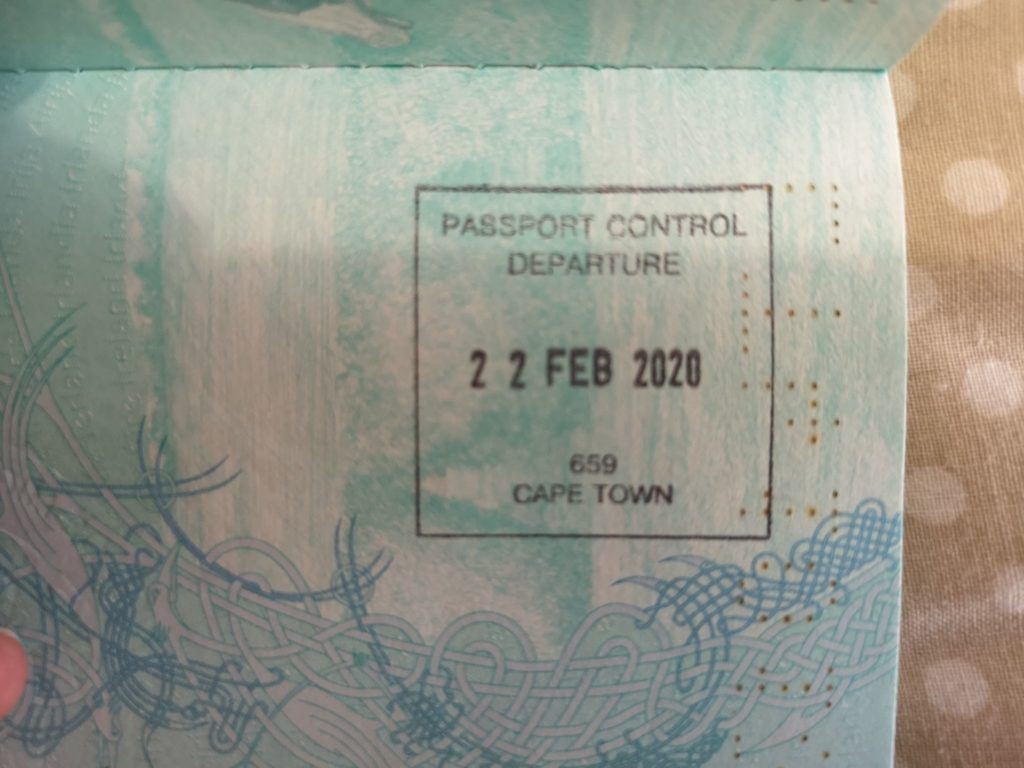 PASSPORT CONTROL
DEPARTURE
2 2 FEB 2020
659
CAPE TOWN